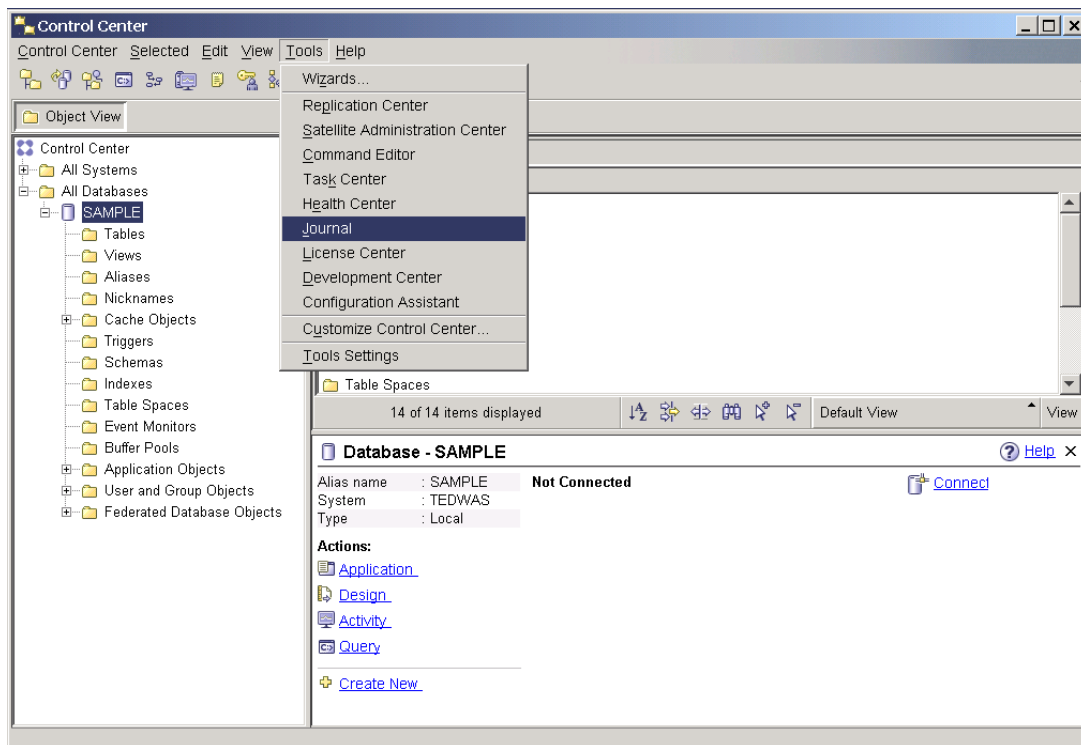 Control Center
Control Center Selected Edit View Tools Help
Object View
Wizards...
Replication Center
Satellite Administration Center
Command Editor
Task Center
Health Center
Journal
License Center
Development Center
Configuration Assistant
Customize Control Center...
Tools Settings
Control Center
All Systems
All Databases
SAMPLE
Tables
Views
Aliases
Nicknames
Cache Objects
Triggers
Schemas
Indexes
Table Spaces
Event Monitors
Buffer Pools
Application Objects
User and Group Objects
Federated Database Objects
Table Spaces
14 of 14 items displayed Default View View
Database - SAMPLE Help
Alias name : SAMPLE Not Connected Connect
System : TEDWAS
Type : Local
Actions:
Application
Design
Activity
Query
Create New